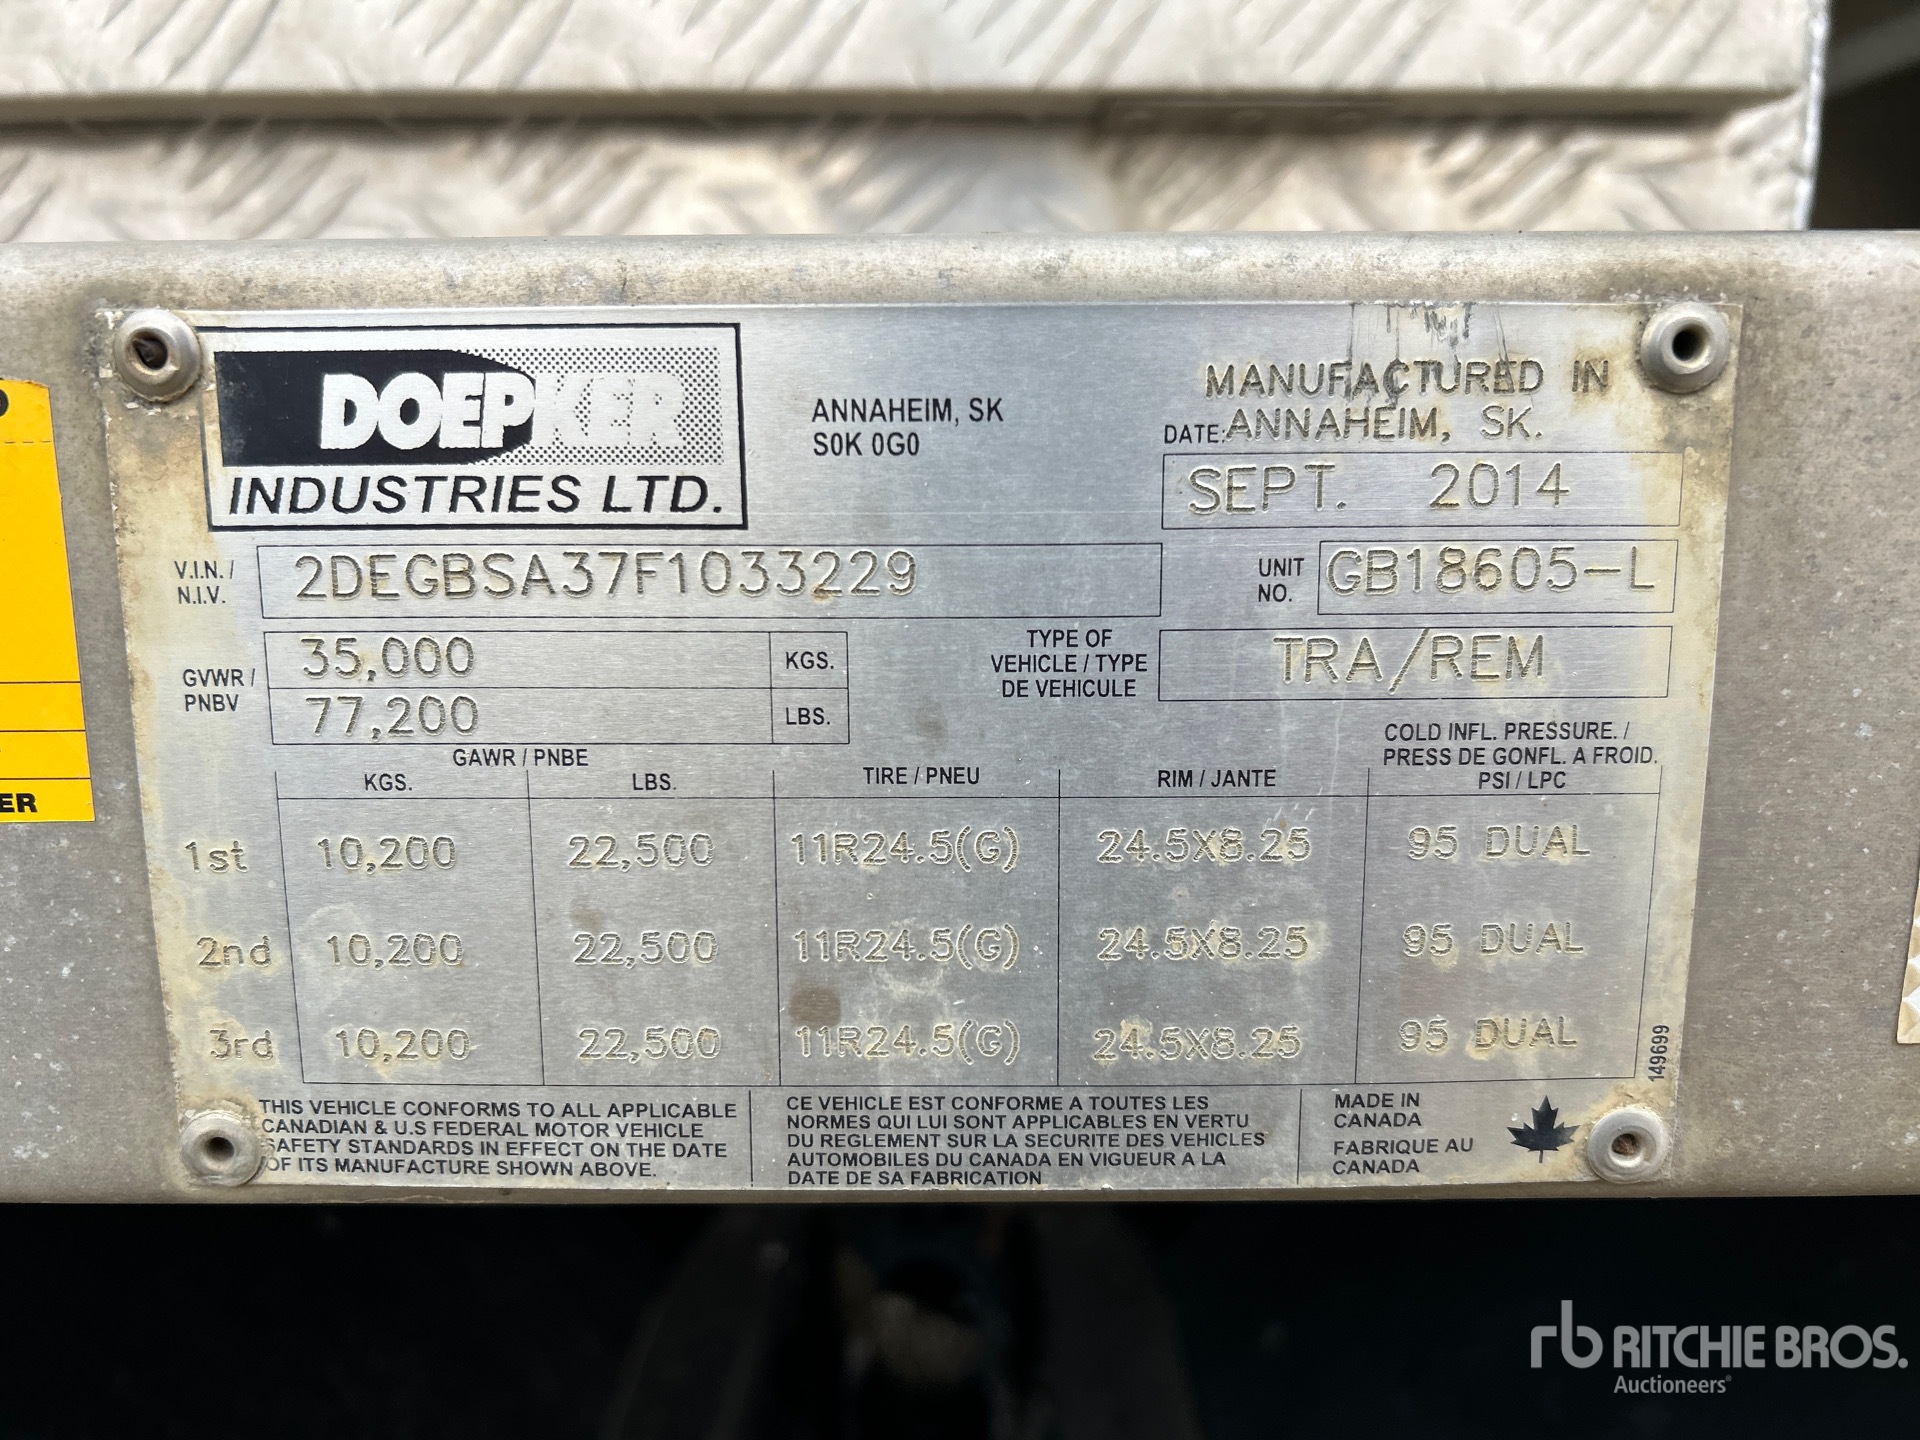 DOEPKER
INDUSTRIES LTD.
ANNAHEIM, SK
S0K 0G0
MANUFACTURED IN
DATE: ANNAHEIM, SK.
SEPT. 2014
V.I.N. /
N.I.V.
2DEGBSA37F1033229
UNIT
NO.
GB18605-L
GVWR /
PNBV
35,000 KGS.
77,200 LBS.
TYPE OF
VEHICLE / TYPE
DE VEHICULE
TRA/REM
GAWR / PNBE
COLD INFL. PRESSURE. /
PRESS DE GONFL. A FROID.
KGS. LBS. TIRE / PNEU RIM / JANTE PSI / LPC
1st 10,200 22,500 11R24.5(G) 24.5X8.25 95 DUAL
2nd 10,200 22,500 11R24.5(G) 24.5X8.25 95 DUAL
3rd 10,200 22,500 11R24.5(G) 24.5X8.25 95 DUAL
149699
THIS VEHICLE CONFORMS TO ALL APPLICABLE
CANADIAN & U.S FEDERAL MOTOR VEHICLE
SAFETY STANDARDS IN EFFECT ON THE DATE
OF ITS MANUFACTURE SHOWN ABOVE.
CE VEHICLE EST CONFORME A TOUTES LES
NORMES QUI LUI SONT APPLICABLES EN VERTU
DU REGLEMENT SUR LA SECURITE DES VEHICLES
AUTOMOBILES DU CANADA EN VIGUEUR A LA
DATE DE SA FABRICATION
MADE IN
CANADA
FABRIQUE AU
CANADA
ER
rb RITCHIE BROS.
Auctioneers